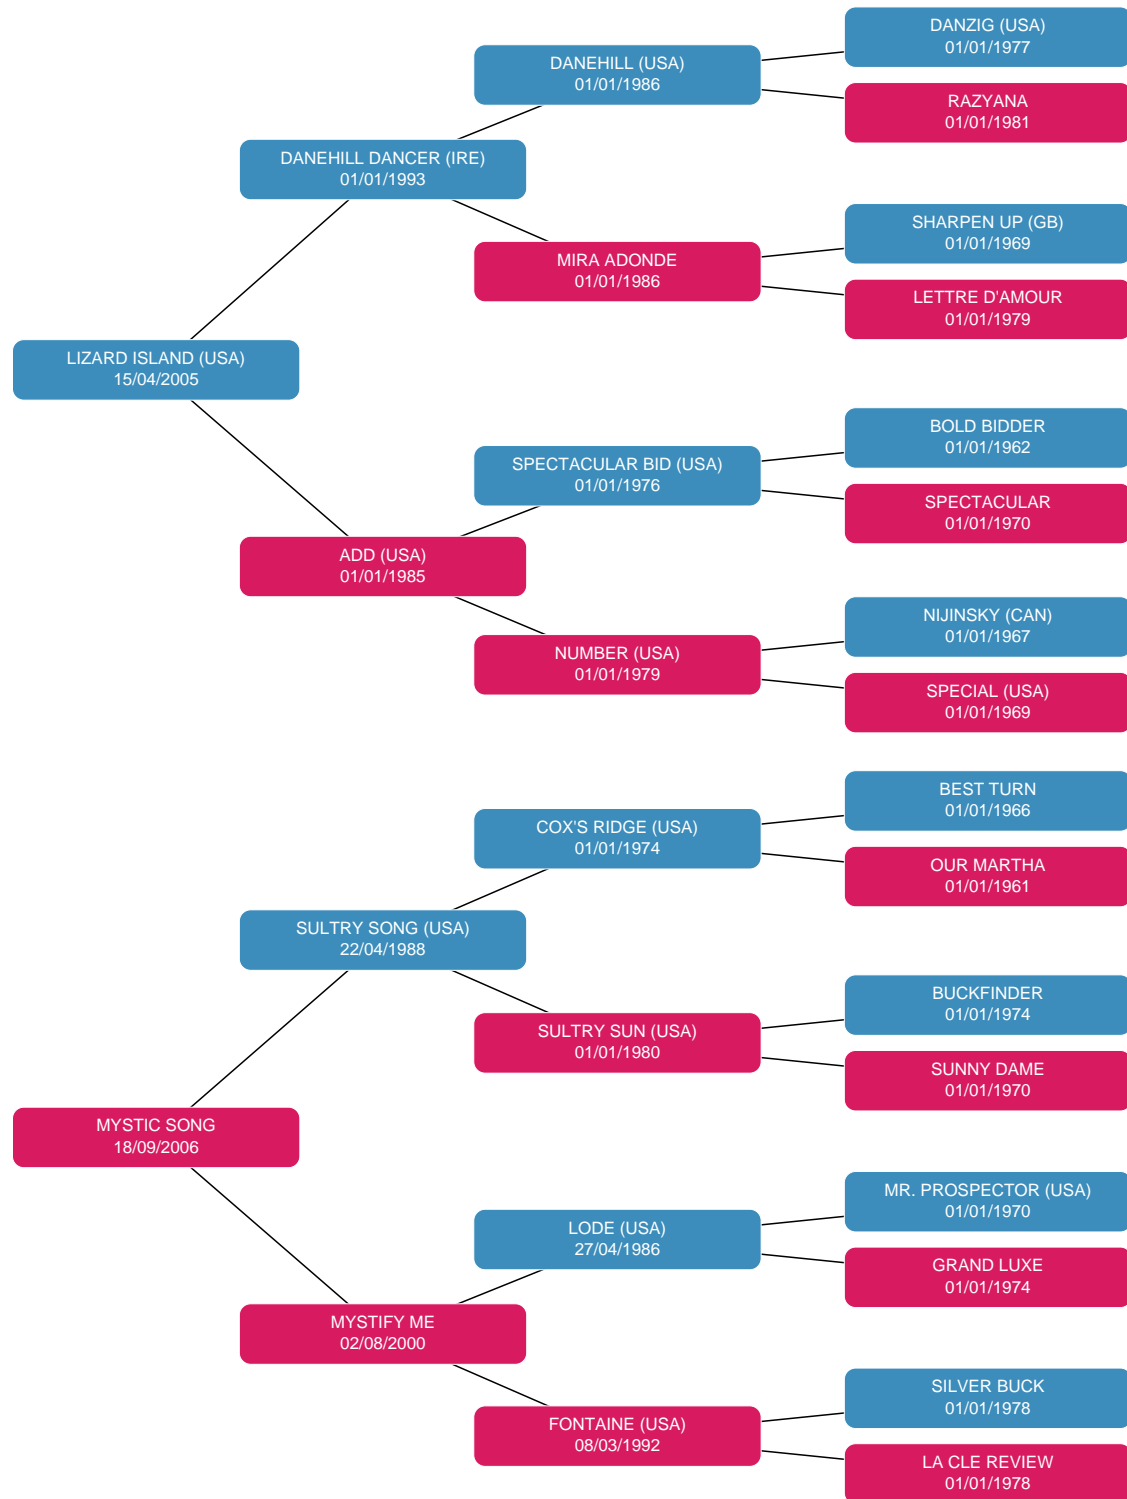 DANZIG (USA)
01/01/1977
DANEHILL (USA)
01/01/1986
RAZYANA
01/01/1981
DANEHILL DANCER (IRE)
01/01/1993
SHARPEN UP (GB)
01/01/1969
MIRA ADONDE
01/01/1986
LETTRE D'AMOUR
01/01/1979
LIZARD ISLAND (USA)
15/04/2005
BOLD BIDDER
01/01/1962
SPECTACULAR BID (USA)
01/01/1976
SPECTACULAR
01/01/1970
ADD (USA)
01/01/1985
NIJINSKY (CAN)
01/01/1967
NUMBER (USA)
01/01/1979
SPECIAL (USA)
01/01/1969
BEST TURN
01/01/1966
COX'S RIDGE (USA)
01/01/1974
OUR MARTHA
01/01/1961
SULTRY SONG (USA)
22/04/1988
BUCKFINDER
01/01/1974
SULTRY SUN (USA)
01/01/1980
SUNNY DAME
01/01/1970
MYSTIC SONG
18/09/2006
MR. PROSPECTOR (USA)
01/01/1970
LODE (USA)
27/04/1986
GRAND LUXE
01/01/1974
MYSTIFY ME
02/08/2000
SILVER BUCK
01/01/1978
FONTAINE (USA)
08/03/1992
LA CLE REVIEW
01/01/1978